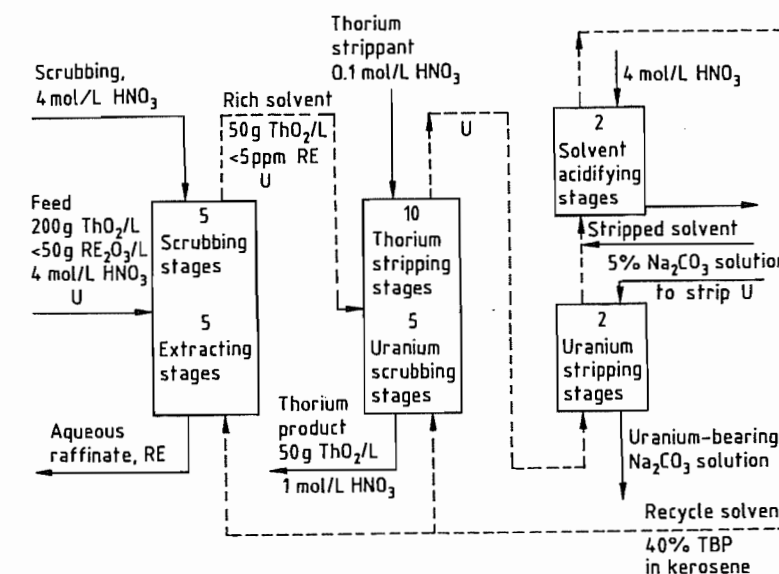 Scrubbing,
4 mol/L HNO₃
Feed
200g ThO₂/L
<50g RE₂O₃/L
4 mol/L HNO₃
U
5
Scrubbing
stages
5
Extracting
stages
Aqueous
raffinate, RE
Rich solvent
50g ThO₂/L
<5ppm RE
U
Thorium
strippant
0.1 mol/L HNO₃
10
Thorium
stripping
stages
5
Uranium
scrubbing
stages
Thorium
product
50g ThO₂/L
1 mol/L HNO₃
U
4 mol/L HNO₃
2
Solvent
acidifying
stages
Stripped solvent
5% Na₂CO₃ solution
to strip U
2
Uranium
stripping
stages
Uranium-bearing
Na₂CO₃ solution
Recycle solven
40% TBP
in kerosene